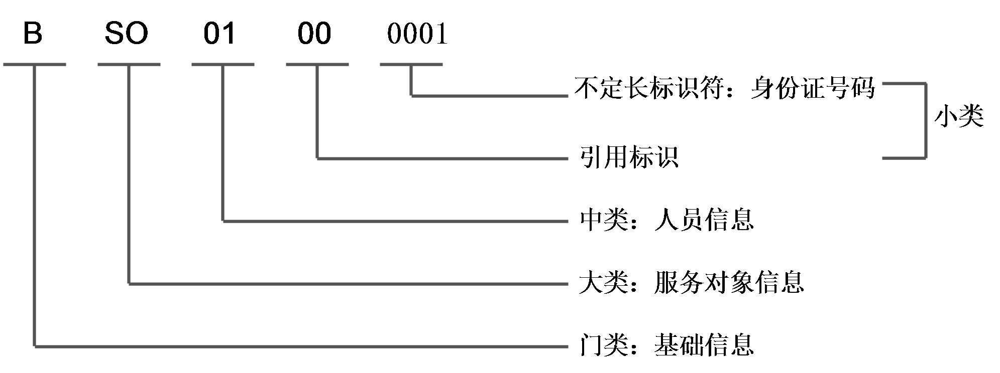 B SO 01 00 0001
不定长标识符：身份证号码
小类
引用标识
中类：人员信息
大类：服务对象信息
门类：基础信息